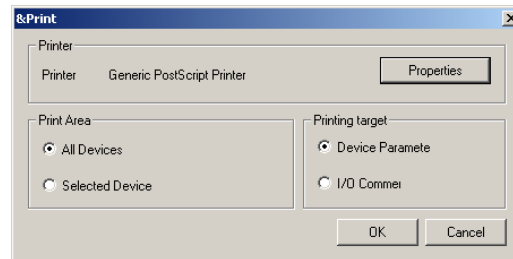 &Print
Printer
Printer Generic PostScript Printer Properties
Print Area
All Devices
Selected Device
Printing target
Device Paramete
I/O Commer
OK Cancel